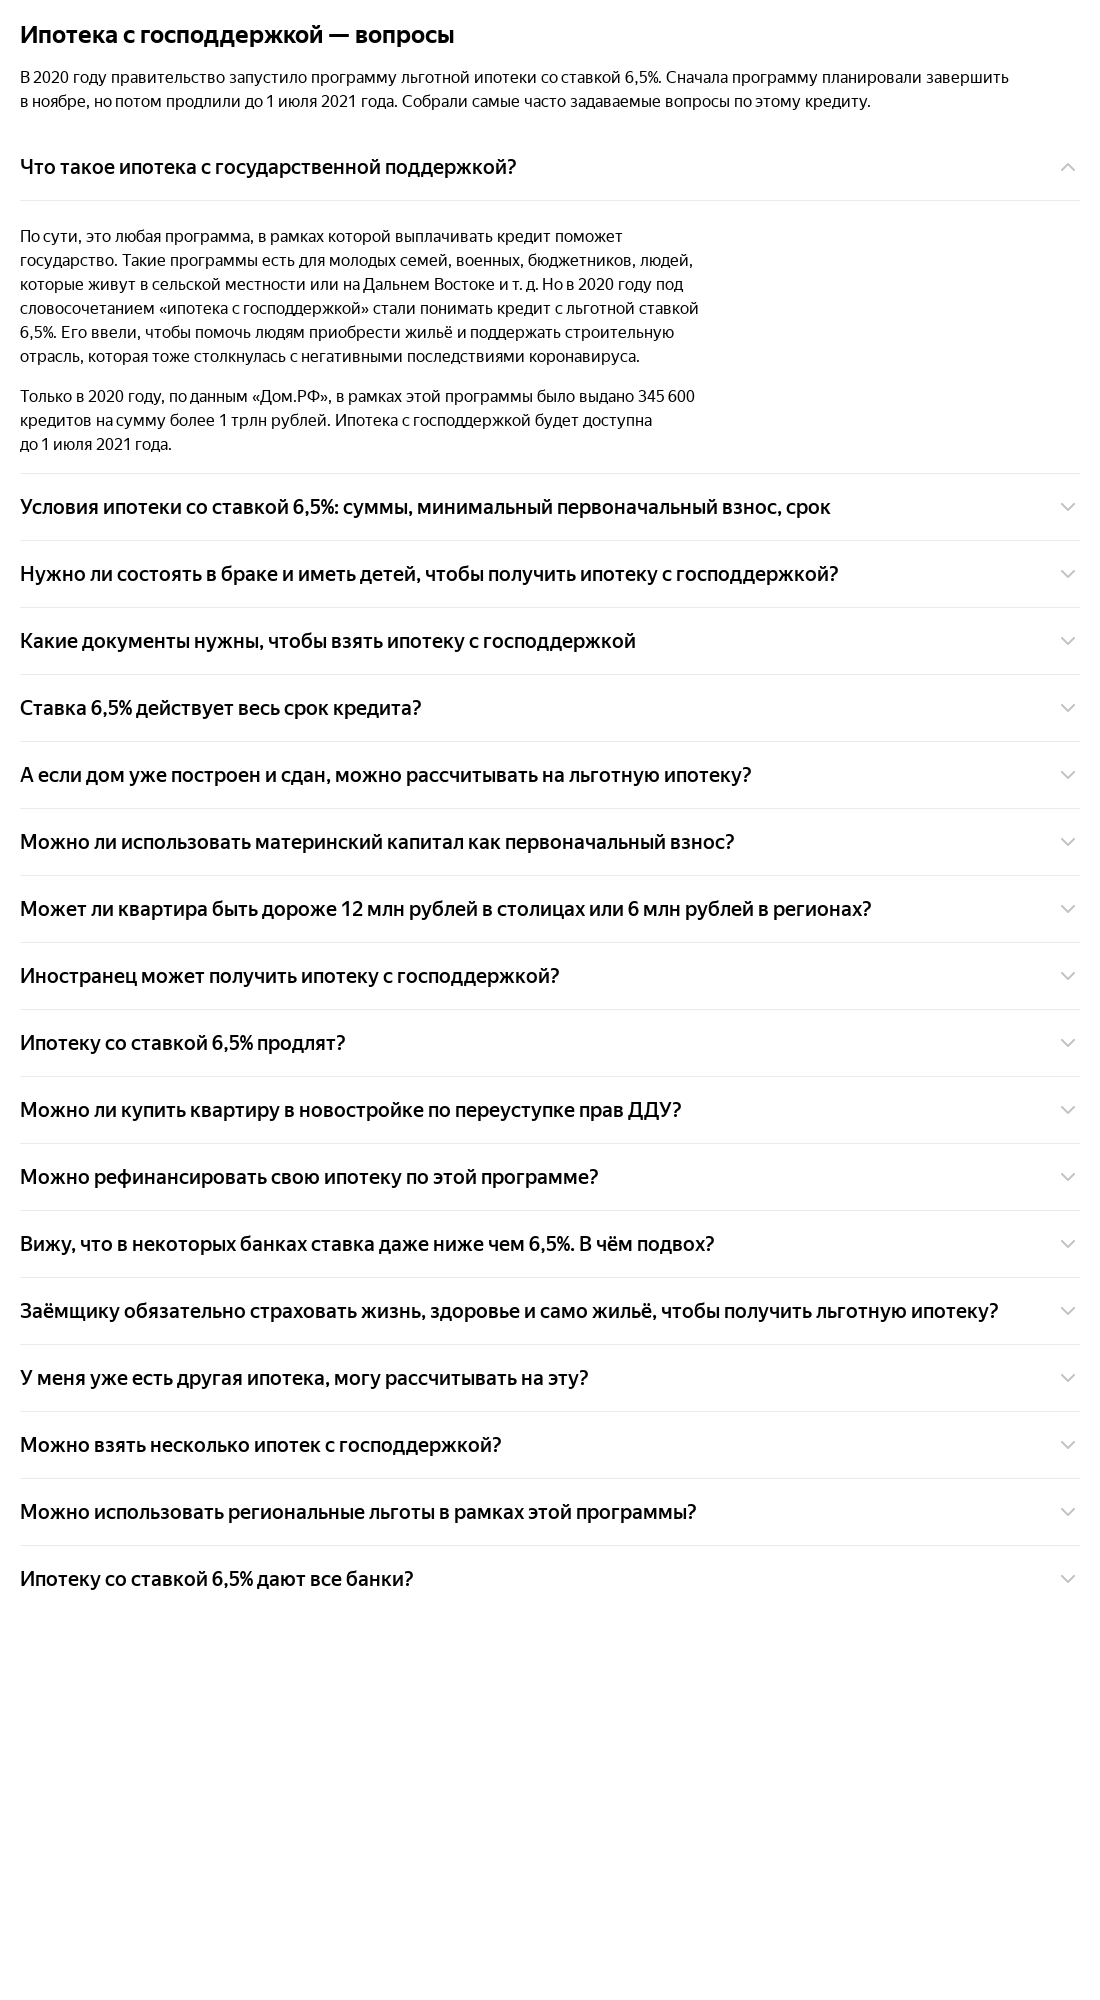 Ипотека с господдержкой — вопросы
В 2020 году правительство запустило программу льготной ипотеки со ставкой 6,5%. Сначала программу планировали завершить
в ноябре, но потом продлили до 1 июля 2021 года. Собрали самые часто задаваемые вопросы по этому кредиту.
Что такое ипотека с государственной поддержкой?
По сути, это любая программа, в рамках которой выплачивать кредит поможет
государство. Такие программы есть для молодых семей, военных, бюджетников, людей,
которые живут в сельской местности или на Дальнем Востоке и т. д. Но в 2020 году под
словосочетанием «ипотека с господдержкой» стали понимать кредит с льготной ставкой
6,5%. Его ввели, чтобы помочь людям приобрести жильё и поддержать строительную
отрасль, которая тоже столкнулась с негативными последствиями коронавируса.
Только в 2020 году, по данным «Дом.РФ», в рамках этой программы было выдано 345 600
кредитов на сумму более 1 трлн рублей. Ипотека с господдержкой будет доступна
до 1 июля 2021 года.
Условия ипотеки со ставкой 6,5%: суммы, минимальный первоначальный взнос, срок
Нужно ли состоять в браке и иметь детей, чтобы получить ипотеку с господдержкой?
Какие документы нужны, чтобы взять ипотеку с господдержкой
Ставка 6,5% действует весь срок кредита?
А если дом уже построен и сдан, можно рассчитывать на льготную ипотеку?
Можно ли использовать материнский капитал как первоначальный взнос?
Может ли квартира быть дороже 12 млн рублей в столицах или 6 млн рублей в регионах?
Иностранец может получить ипотеку с господдержкой?
Ипотеку со ставкой 6,5% продлят?
Можно ли купить квартиру в новостройке по переуступке прав ДДУ?
Можно рефинансировать свою ипотеку по этой программе?
Вижу, что в некоторых банках ставка даже ниже чем 6,5%. В чём подвох?
Заёмщику обязательно страховать жизнь, здоровье и само жильё, чтобы получить льготную ипотеку?
У меня уже есть другая ипотека, могу рассчитывать на эту?
Можно взять несколько ипотек с господдержкой?
Можно использовать региональные льготы в рамках этой программы?
Ипотеку со ставкой 6,5% дают все банки?